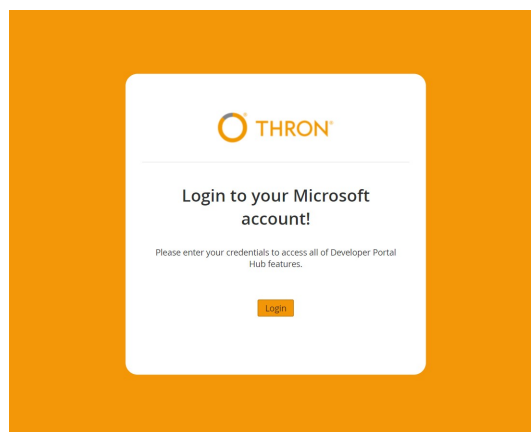 THRON®
Login to your Microsoft
account!
Please enter your credentials to access all of Developer Portal
Hub features.
Login